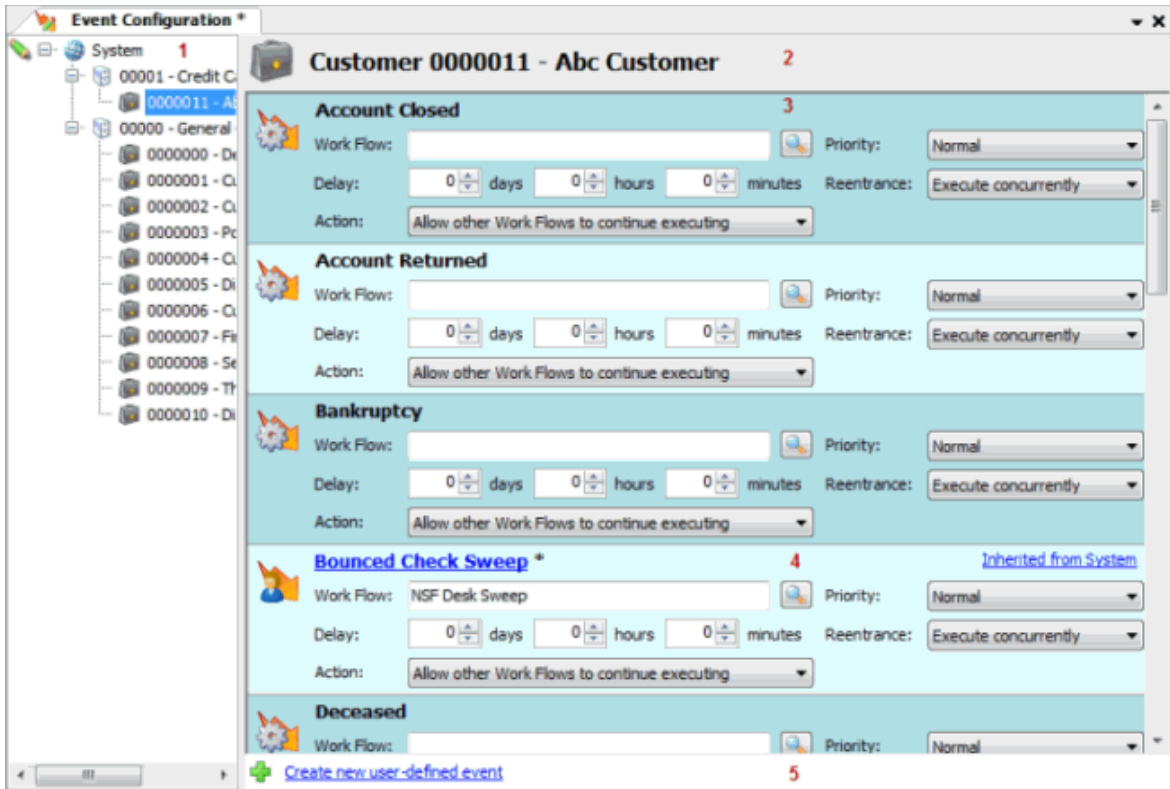 Event Configuration *
System 1
00001 - Credit C
0000011 - A
00000 - General
0000000 - De
0000001 - Cu
0000002 - Cu
0000003 - Po
0000004 - Cu
0000005 - Di
0000006 - Cu
0000007 - Fi
0000008 - Se
0000009 - Th
0000010 - Di
Customer 0000011 - Abc Customer 2
Account Closed 3
Work Flow: Priority: Normal
Delay: 0 days 0 hours 0 minutes Reentrance: Execute concurrently
Action: Allow other Work Flows to continue executing
Account Returned
Work Flow: Priority: Normal
Delay: 0 days 0 hours 0 minutes Reentrance: Execute concurrently
Action: Allow other Work Flows to continue executing
Bankruptcy
Work Flow: Priority: Normal
Delay: 0 days 0 hours 0 minutes Reentrance: Execute concurrently
Action: Allow other Work Flows to continue executing
Bounced Check Sweep * 4 Inherited from System
Work Flow: NSF Desk Sweep Priority: Normal
Delay: 0 days 0 hours 0 minutes Reentrance: Execute concurrently
Action: Allow other Work Flows to continue executing
Deceased
Work Flow: Priority: Normal
Create new user-defined event 5